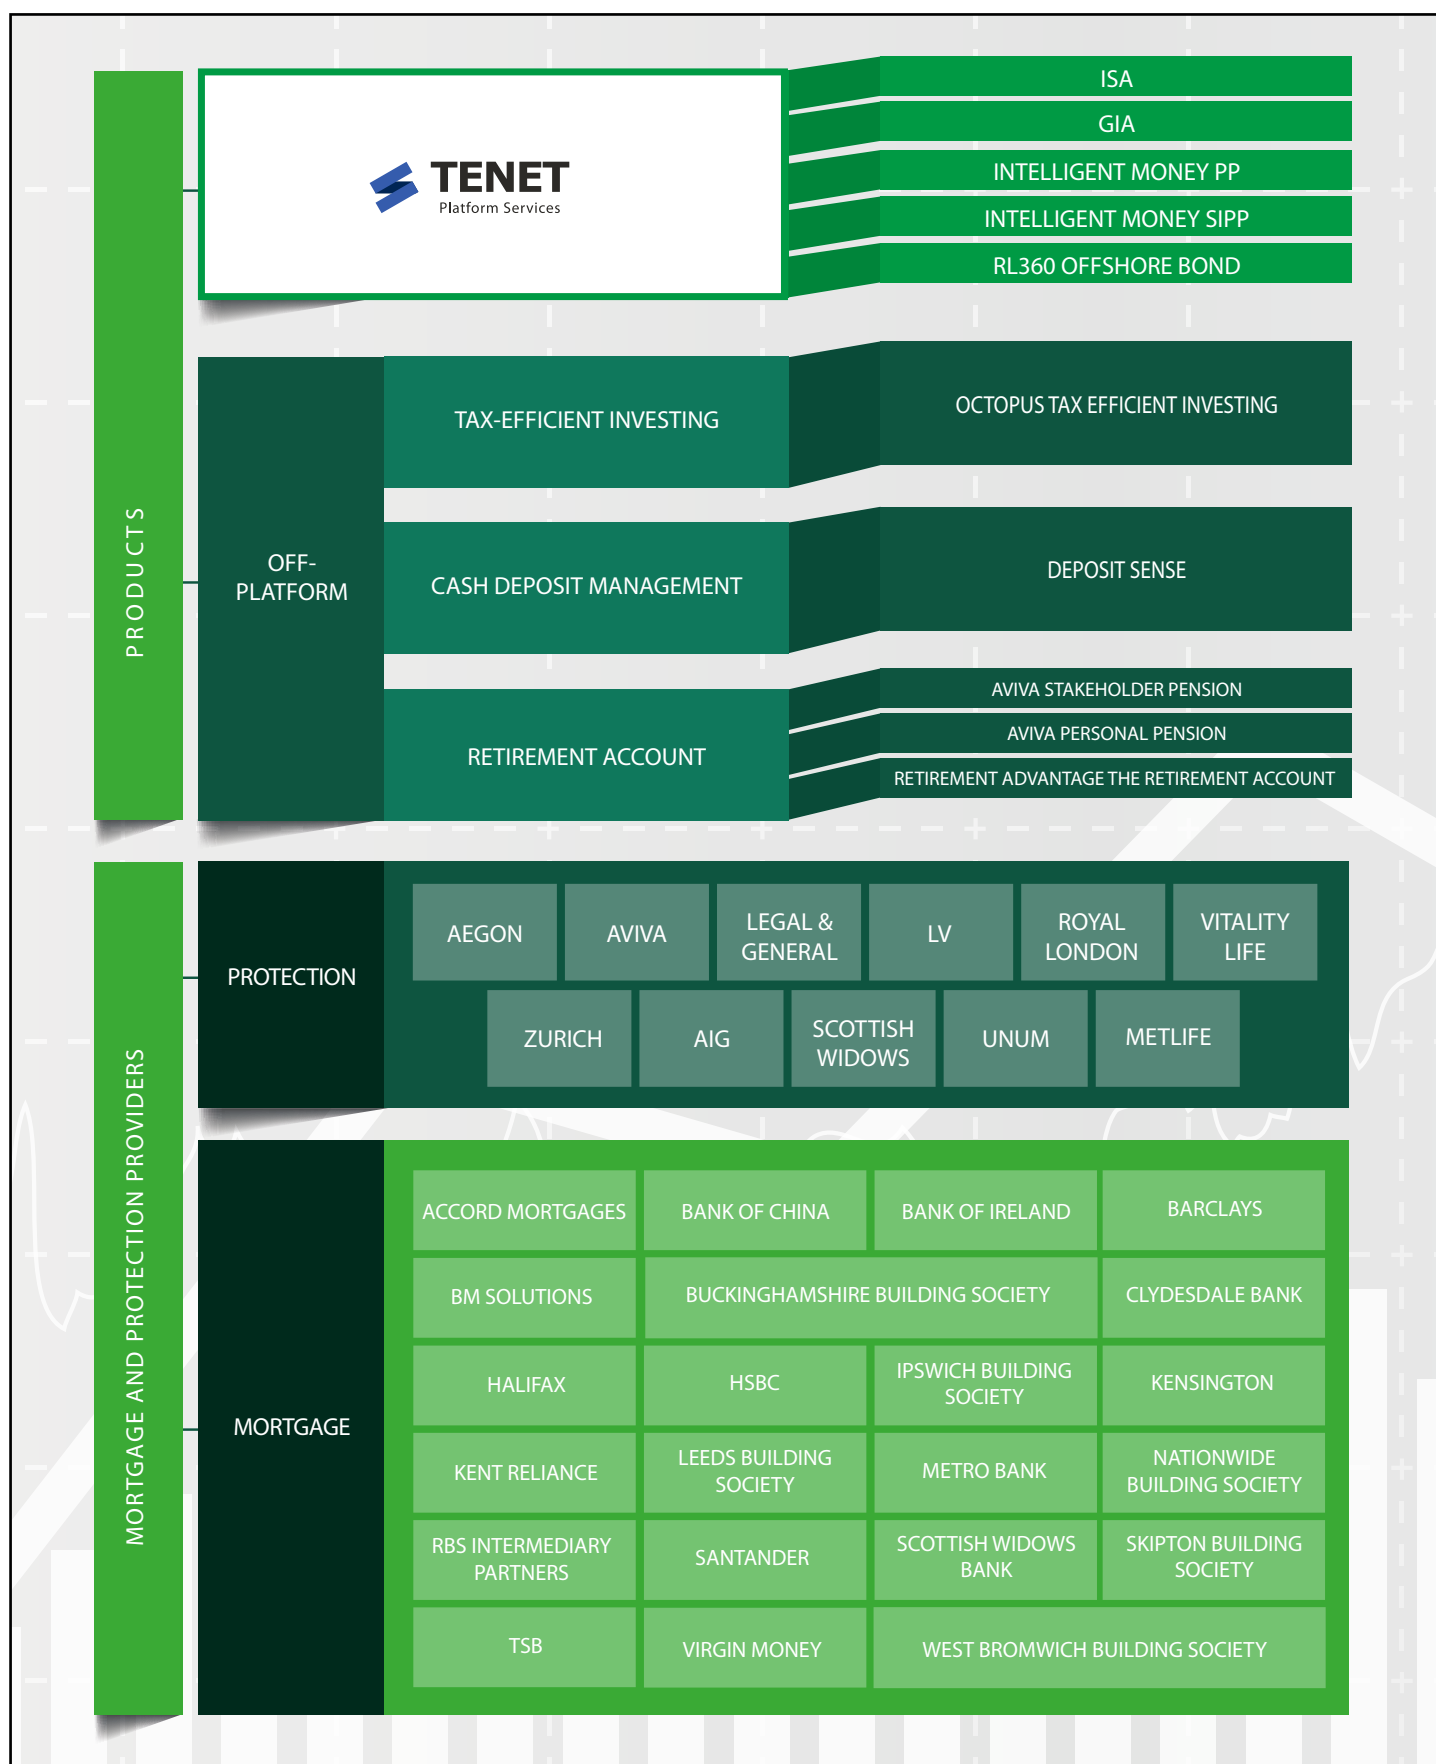 PRODUCTS
TENET
Platform Services
ISA
GIA
INTELLIGENT MONEY PP
INTELLIGENT MONEY SIPP
RL360 OFFSHORE BOND
OFF-
PLATFORM
TAX-EFFICIENT INVESTING
OCTOPUS TAX EFFICIENT INVESTING
CASH DEPOSIT MANAGEMENT
DEPOSIT SENSE
RETIREMENT ACCOUNT
AVIVA STAKEHOLDER PENSION
AVIVA PERSONAL PENSION
RETIREMENT ADVANTAGE THE RETIREMENT ACCOUNT
MORTGAGE AND PROTECTION PROVIDERS
PROTECTION
AEGON
AVIVA
LEGAL &
GENERAL
LV
ROYAL
LONDON
VITALITY
LIFE
ZURICH
AIG
SCOTTISH
WIDOWS
UNUM
METLIFE
MORTGAGE
ACCORD MORTGAGES
BANK OF CHINA
BANK OF IRELAND
BARCLAYS
BM SOLUTIONS
BUCKINGHAMSHIRE BUILDING SOCIETY
CLYDESDALE BANK
HALIFAX
HSBC
IPSWICH BUILDING
SOCIETY
KENSINGTON
KENT RELIANCE
LEEDS BUILDING
SOCIETY
METRO BANK
NATIONWIDE
BUILDING SOCIETY
RBS INTERMEDIARY
PARTNERS
SANTANDER
SCOTTISH WIDOWS
BANK
SKIPTON BUILDING
SOCIETY
TSB
VIRGIN MONEY
WEST BROMWICH BUILDING SOCIETY